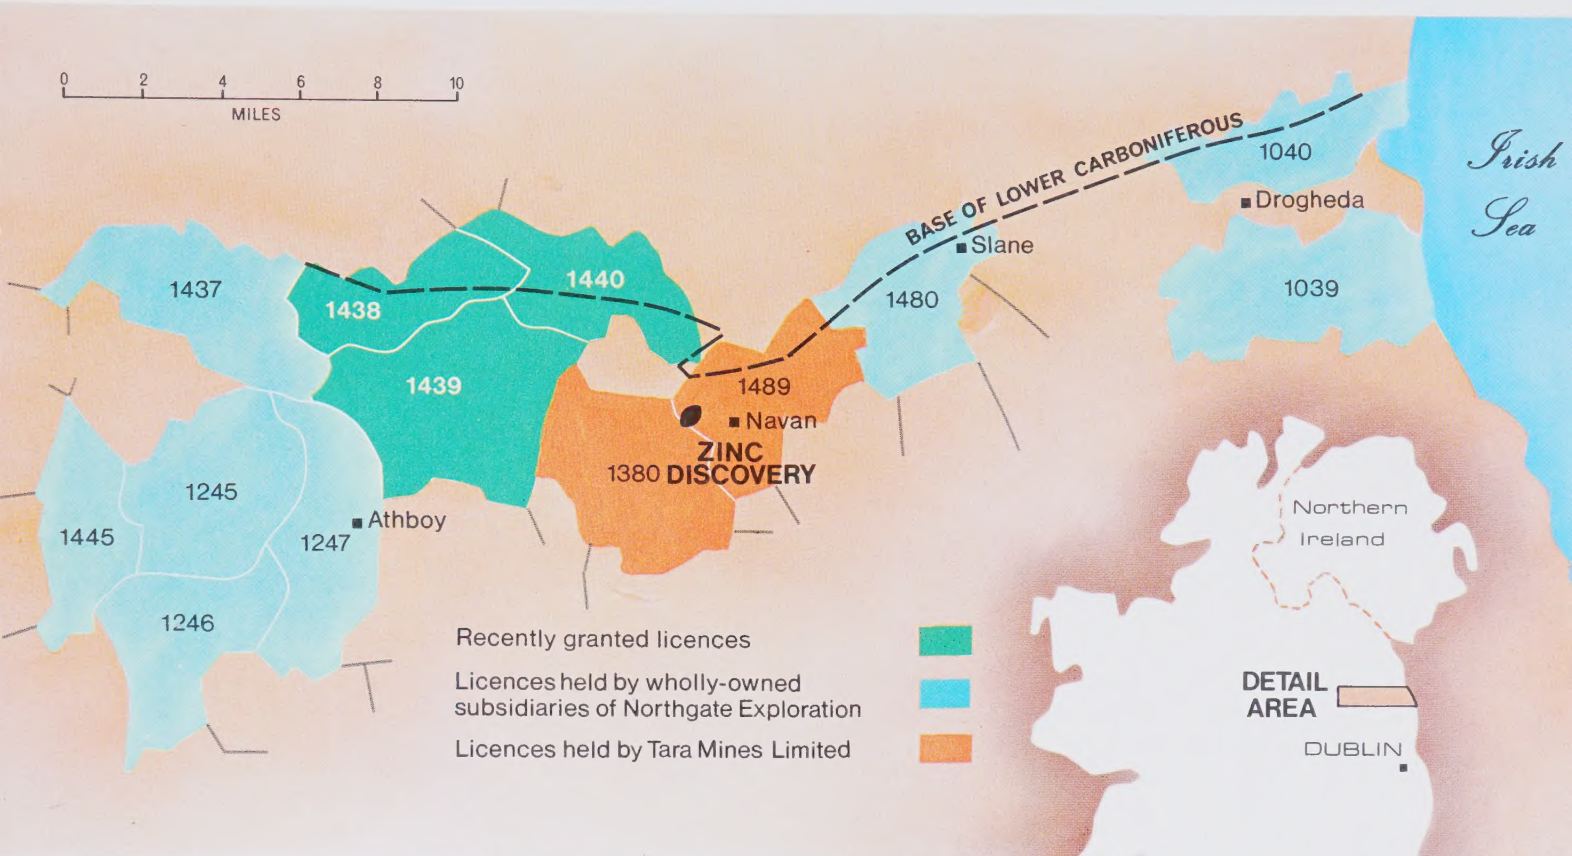 0 2 4 6 8 10
MILES
BASE OF LOWER CARBONIFEROUS
1040
Irish
Sea
Drogheda
Slane
1437
1438
1440
1480
1039
1439
1489
Navan
ZINC
DISCOVERY
1380
1245
Athboy
1445
1247
1246
Northern
Ireland
Recently granted licences
Licences held by wholly-owned
subsidiaries of Northgate Exploration
Licences held by Tara Mines Limited
DETAIL
AREA
DUBLIN